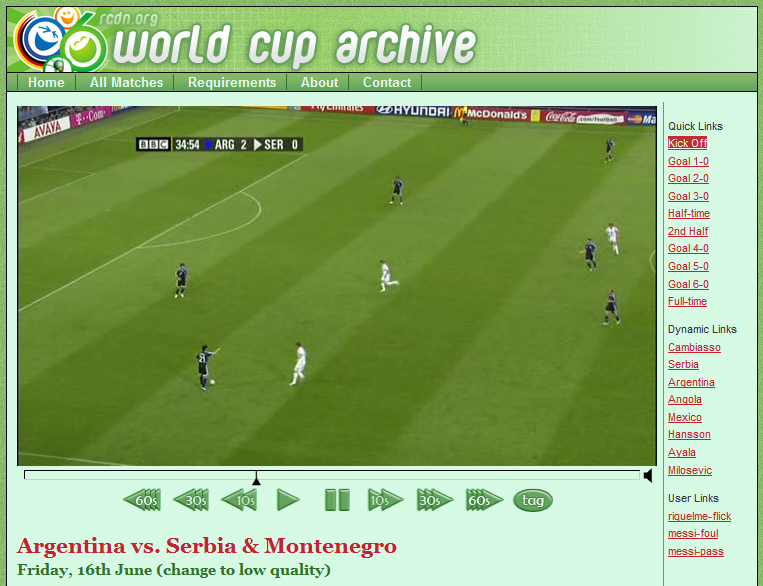 rcdn.org
world cup archive
Home
All Matches
Requirements
About
Contact
AVAYA
T-Com
Emirates
HYUNDAI
McDonald's
Coca-Cola .com/football
BBC 34:54 ARG 2 SER 0
21
60s 30s 10s 10s 30s 60s tag
Argentina vs. Serbia & Montenegro
Friday, 16th June (change to low quality)
Quick Links
Kick Off
Goal 1-0
Goal 2-0
Goal 3-0
Half-time
2nd Half
Goal 4-0
Goal 5-0
Goal 6-0
Full-time
Dynamic Links
Cambiasso
Serbia
Argentina
Angola
Mexico
Hansson
Ayala
Milosevic
User Links
riquelme-flick
messi-foul
messi-pass